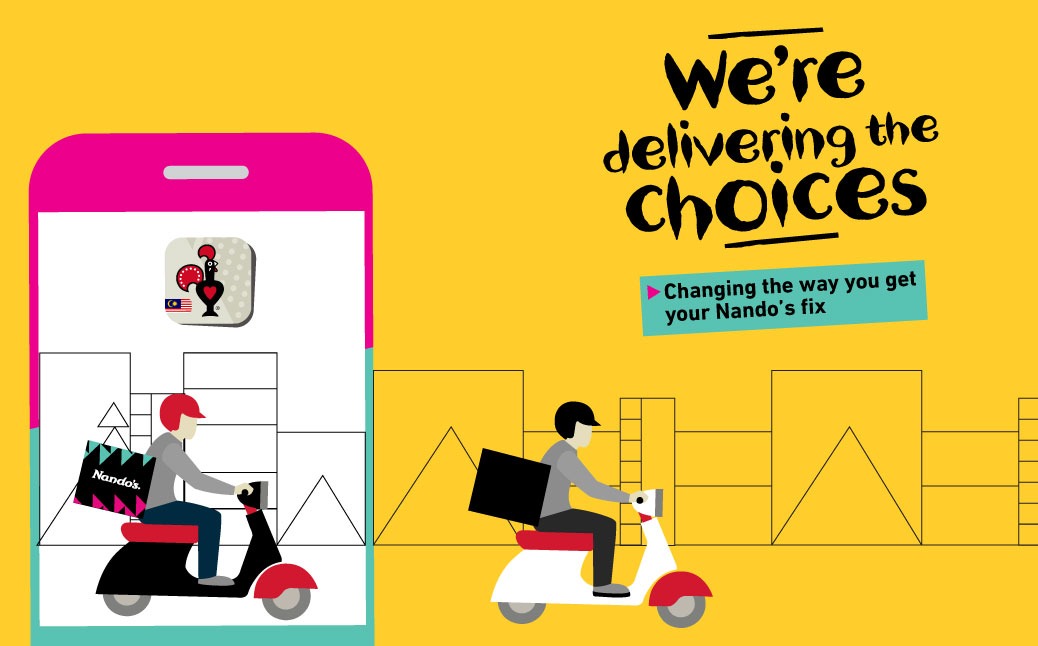 We're
delivering the
choices
Changing the way you get
your Nando's fix
Nando's.